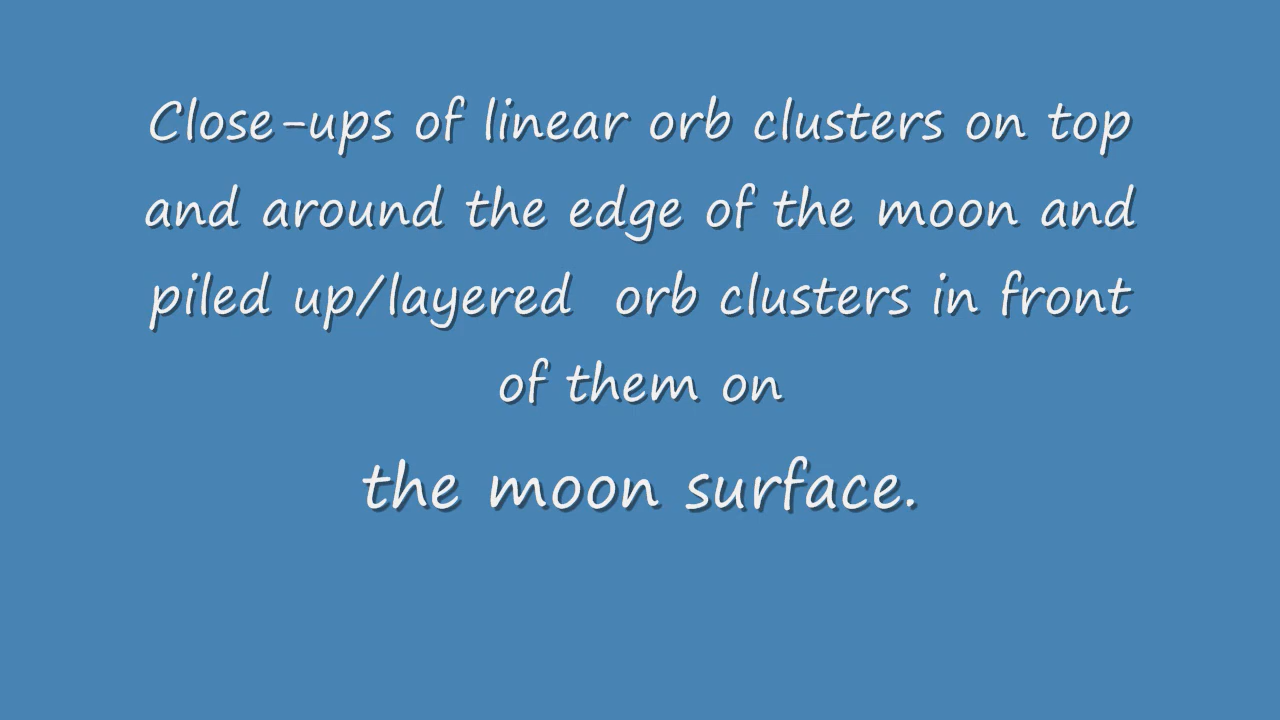 Close-ups of linear orb clusters on top
and around the edge of the moon and
piled up/layered  orb clusters in front
of them on
the moon surface.